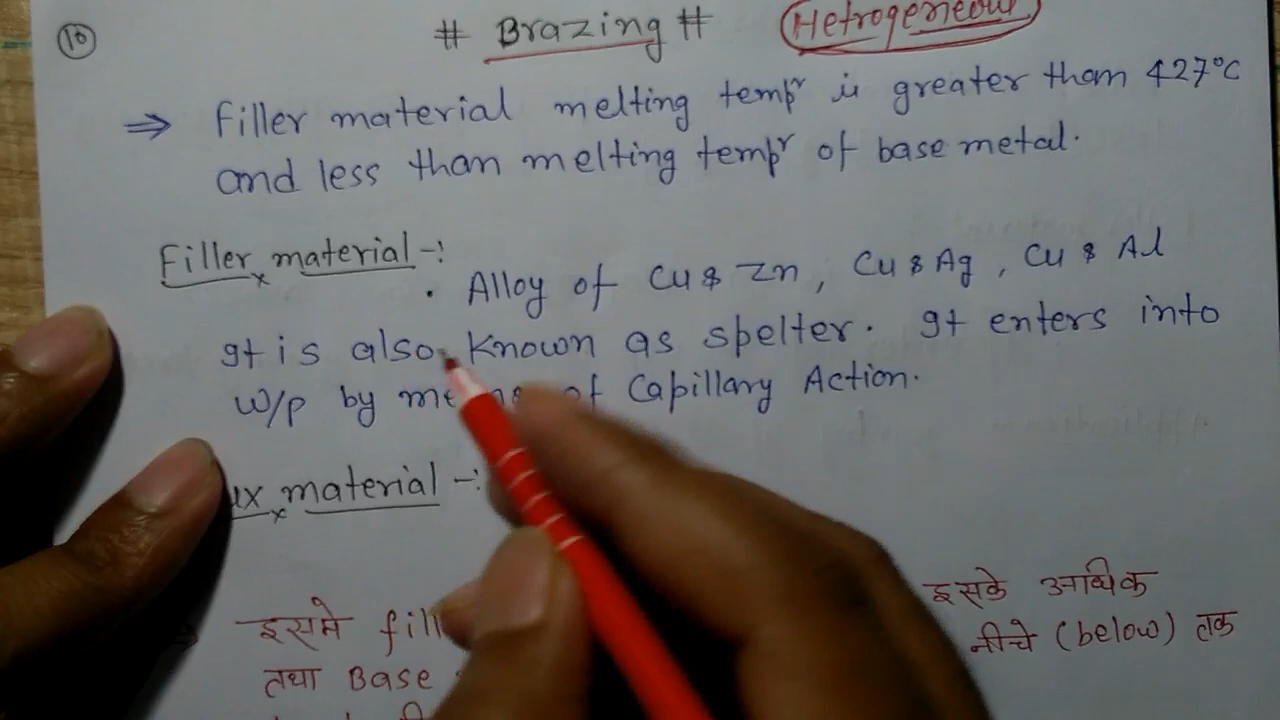 10
# Brazing # Hetrogeneous
⇒ Filler material melting tempr is greater than 427°C
and less than melting tempr of base metal.
Filler material -:
. Alloy of Cu & Zn, Cu & Ag, Cu & Al
It is also known as spelter. It enters into
W/P by of Capillary Action.
material -:
इसमे इसके अधिक
तथा Base नीचे (below) तक